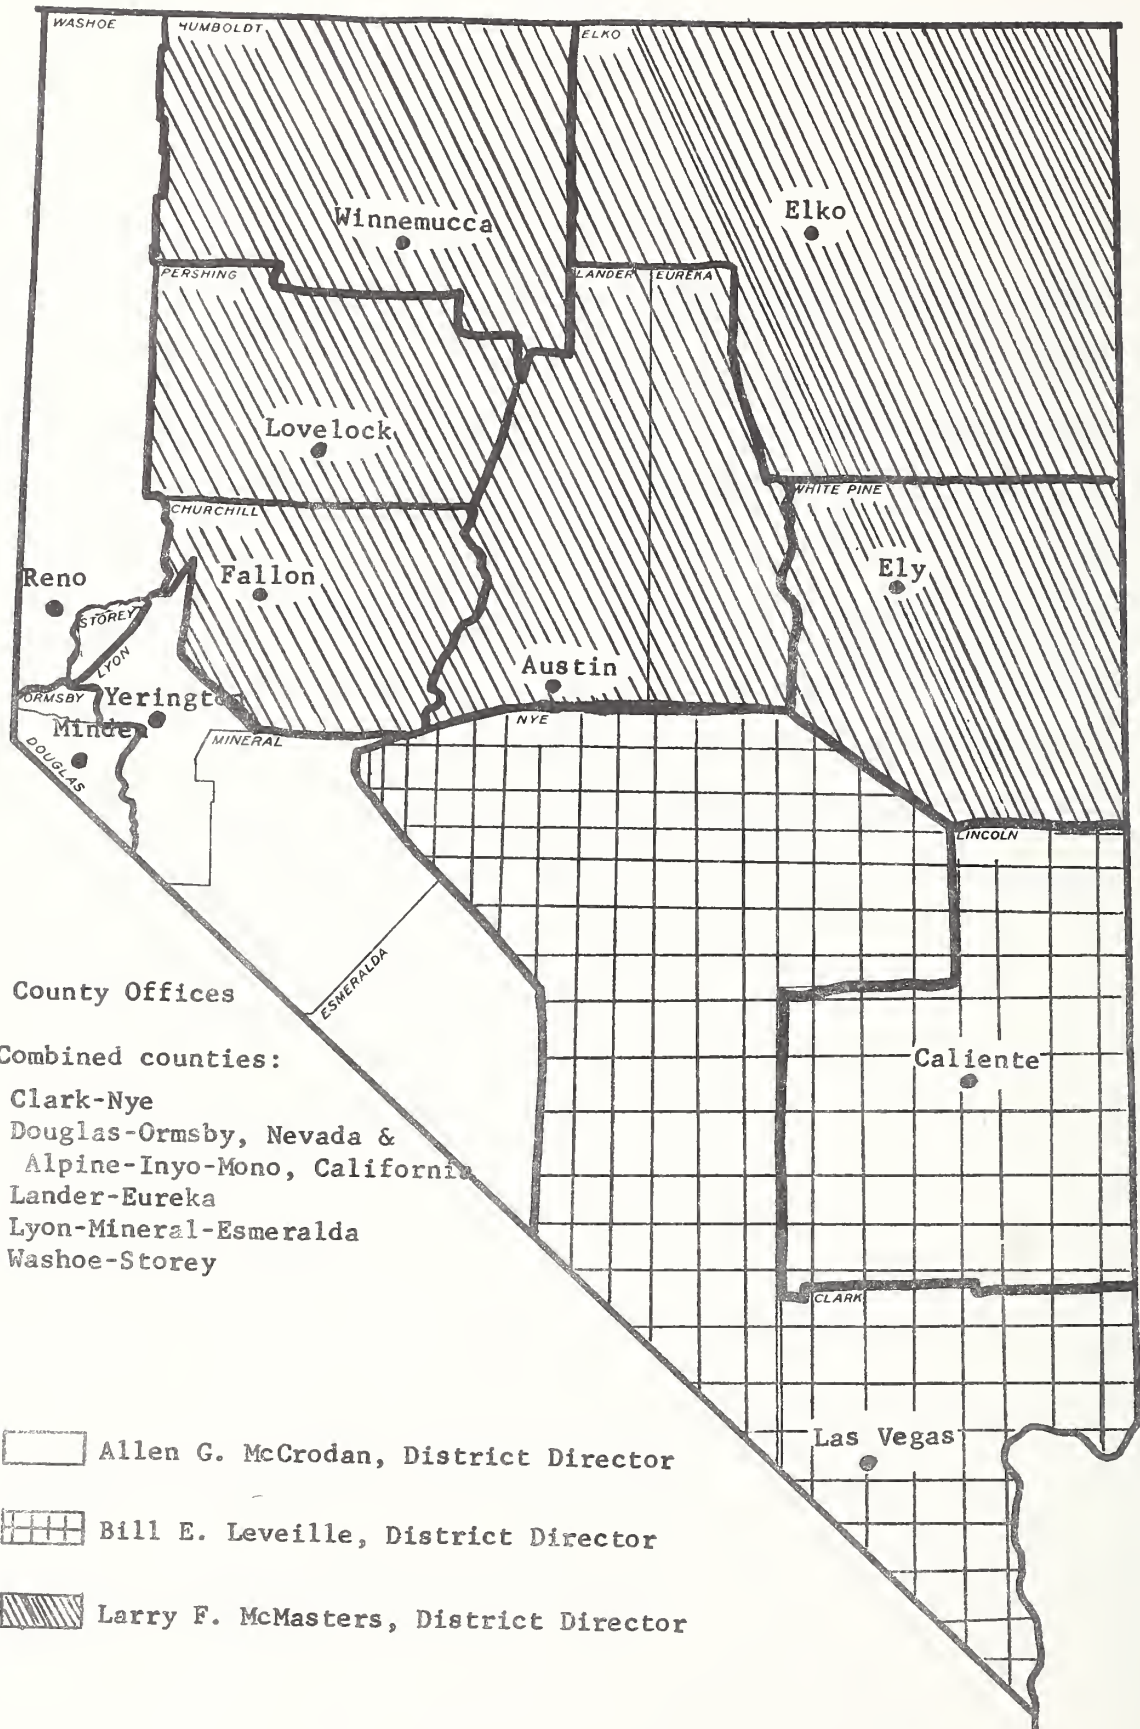 WASHOE
HUMBOLDT
ELKO
Winnemucca
Elko
PERSHING
LANDER
EUREKA
Lovelock
WHITE PINE
CHURCHILL
Reno
Fallon
Ely
STOREY
LYON
Austin
ORMSBY
Yeringto
Minden
NYE
DOUGLAS
MINERAL
LINCOLN
ESMERALDA
County Offices
Combined counties:
Caliente
Clark-Nye
Douglas-Ormsby, Nevada &
Alpine-Inyo-Mono, California
Lander-Eureka
Lyon-Mineral-Esmeralda
Washoe-Storey
CLARK
Las Vegas
Allen G. McCrodan, District Director
Bill E. Leveille, District Director
Larry F. McMasters, District Director